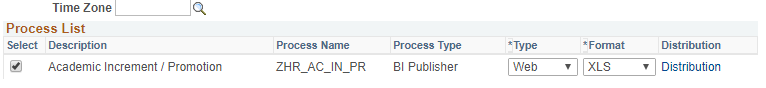 Time Zone
Process List
Select Description Process Name Process Type *Type *Format Distribution
Academic Increment / Promotion ZHR_AC_IN_PR BI Publisher Web XLS Distribution